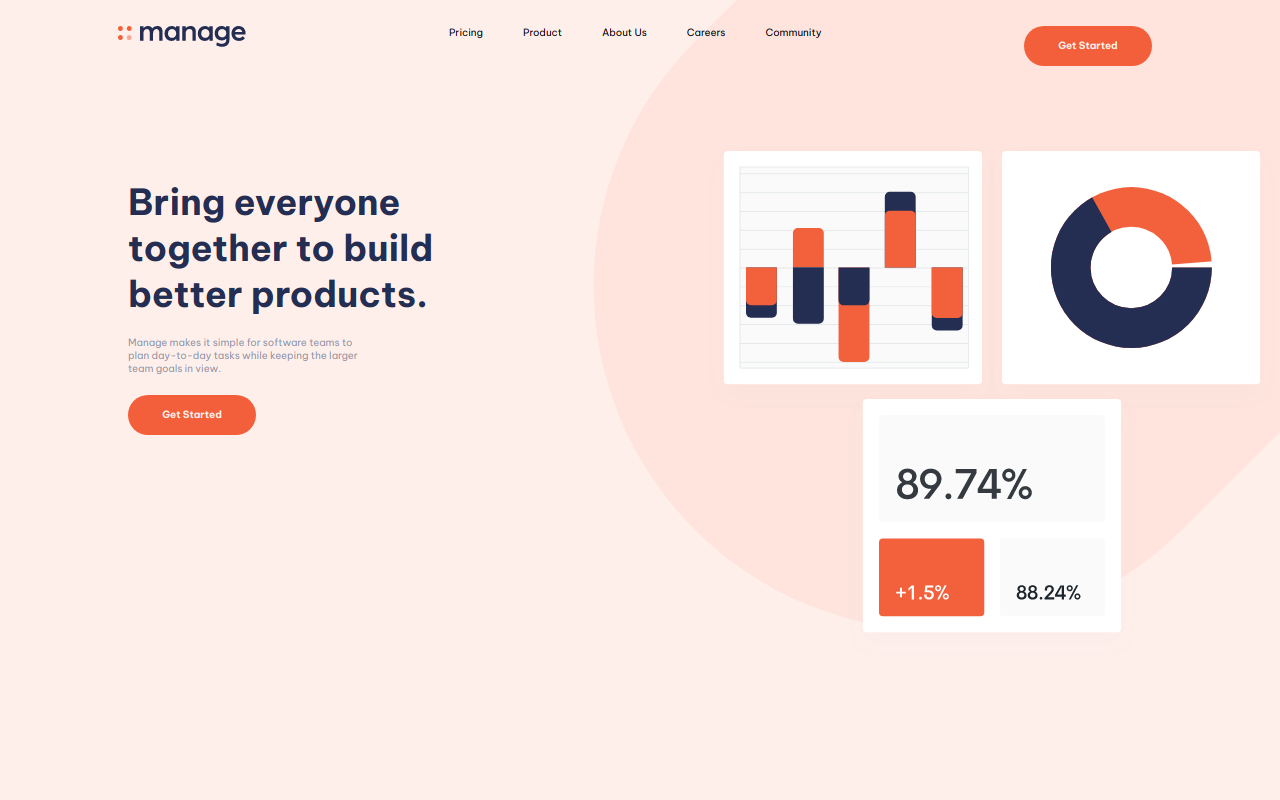 manage
Pricing
Product
About Us
Careers
Community
Get Started
Bring everyone
together to build
better products.
Manage makes it simple for software teams to
plan day-to-day tasks while keeping the larger
team goals in view.
Get Started
89.74%
+1.5%
88.24%